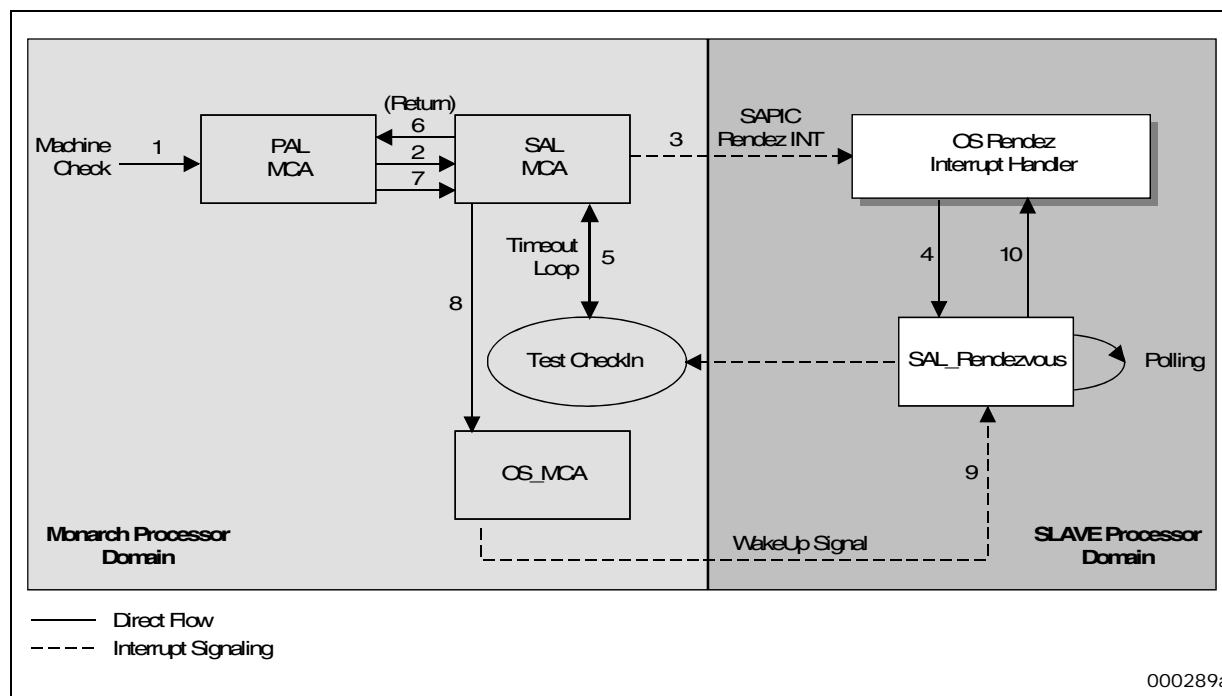 (Return)
6
SAPIC
Rendez INT
Machine
Check
1
PAL
MCA
2
7
SAL
MCA
3
OS Rendez
Interrupt Handler
Timeout
Loop
5
4
10
8
Test CheckIn
SAL_Rendezvous
Polling
OS_MCA
9
Monarch Processor
Domain
WakeUp Signal
SLAVE Processor
Domain
Direct Flow
Interrupt Signaling
000289a